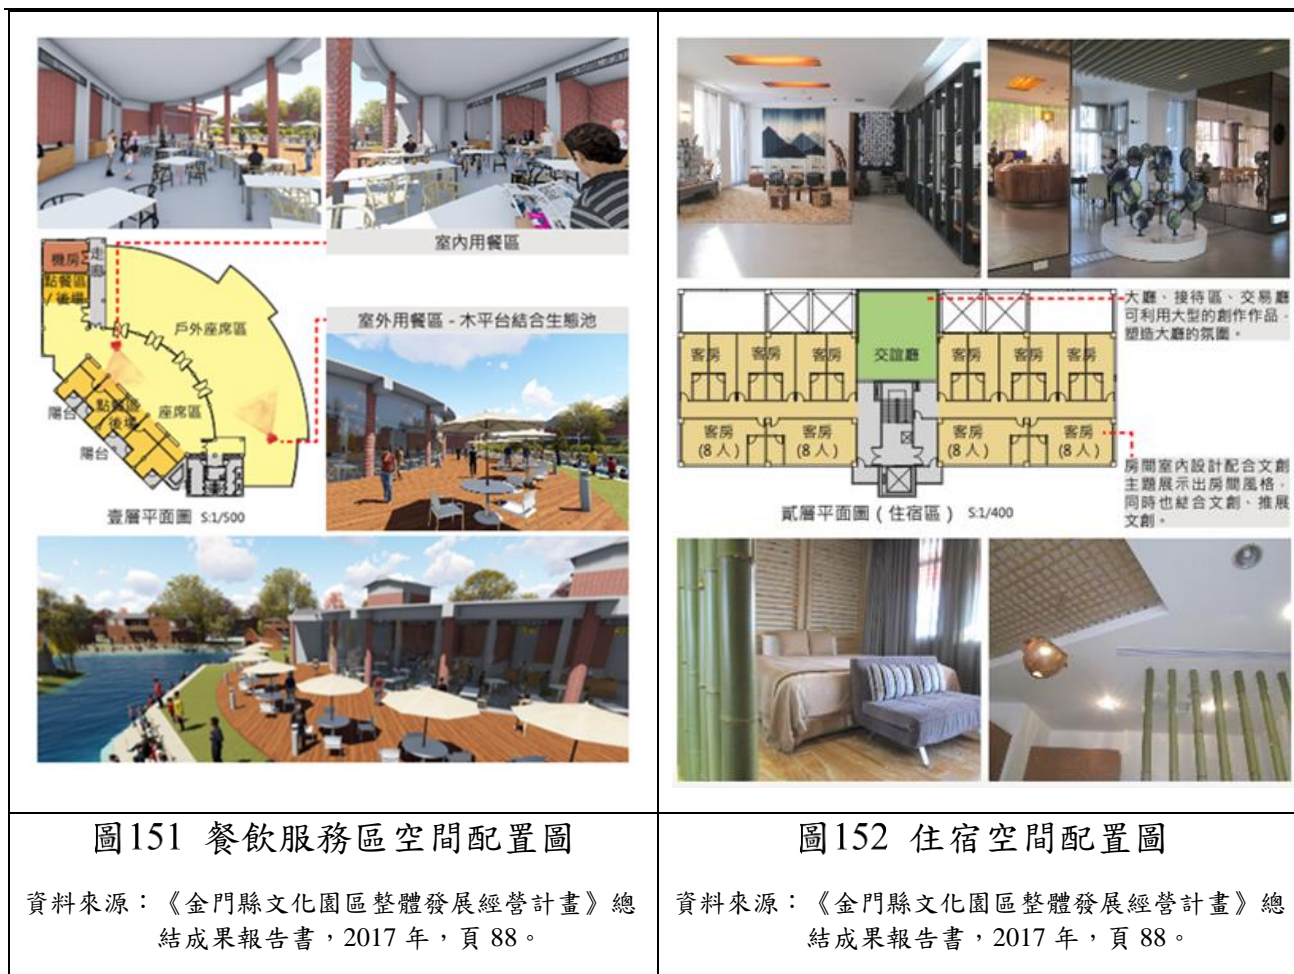 室內用餐區
機房
走廊
點餐區
/後場
戶外座席區
室外用餐區 - 木平台結合生態池
陽台
點餐區
後場
座席區
陽台
壹層平面圖 S:1/500
圖151 餐飲服務區空間配置圖
資料來源：《金門縣文化園區整體發展經營計畫》總
結成果報告書，2017 年，頁 88。
大廳、接待區、交易廳
可利用大型的創作作品，
塑造大廳的氛圍。
客房 客房 客房 交誼廳 客房 客房 客房
客房 客房 客房 客房
(8人) (8人) (8人) (8人)
房間室內設計配合文創
主題展示出房間風格，
同時也結合文創、推展
文創。
貳層平面圖（住宿區） S:1/400
圖152 住宿空間配置圖
資料來源：《金門縣文化園區整體發展經營計畫》總
結成果報告書，2017 年，頁 88。